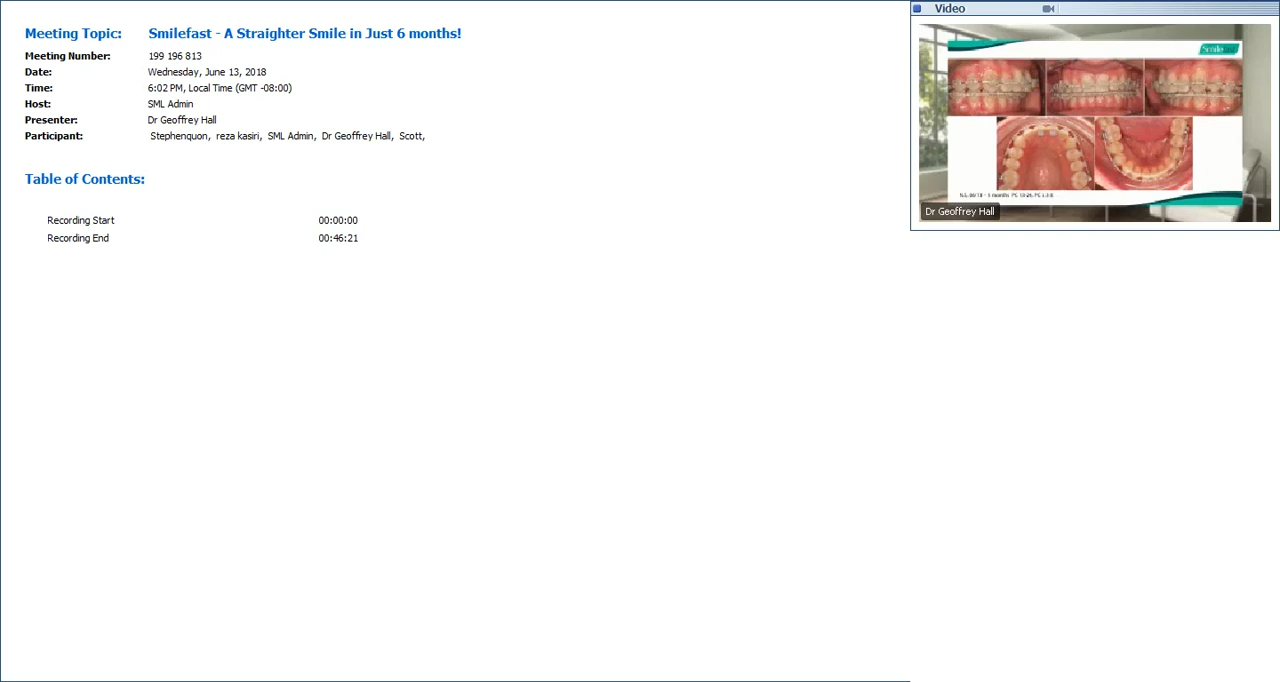 Meeting Topic: Smilefast - A Straighter Smile in Just 6 months!
Meeting Number: 199 196 813
Date: Wednesday, June 13, 2018
Time: 6:02 PM, Local Time (GMT -08:00)
Host: SML Admin
Presenter: Dr Geoffrey Hall
Participant: Stephenquon, reza kasiri, SML Admin, Dr Geoffrey Hall, Scott,
Table of Contents:
Recording Start 00:00:00
Recording End 00:46:21
Video
Smilefast
Dr Geoffrey Hall